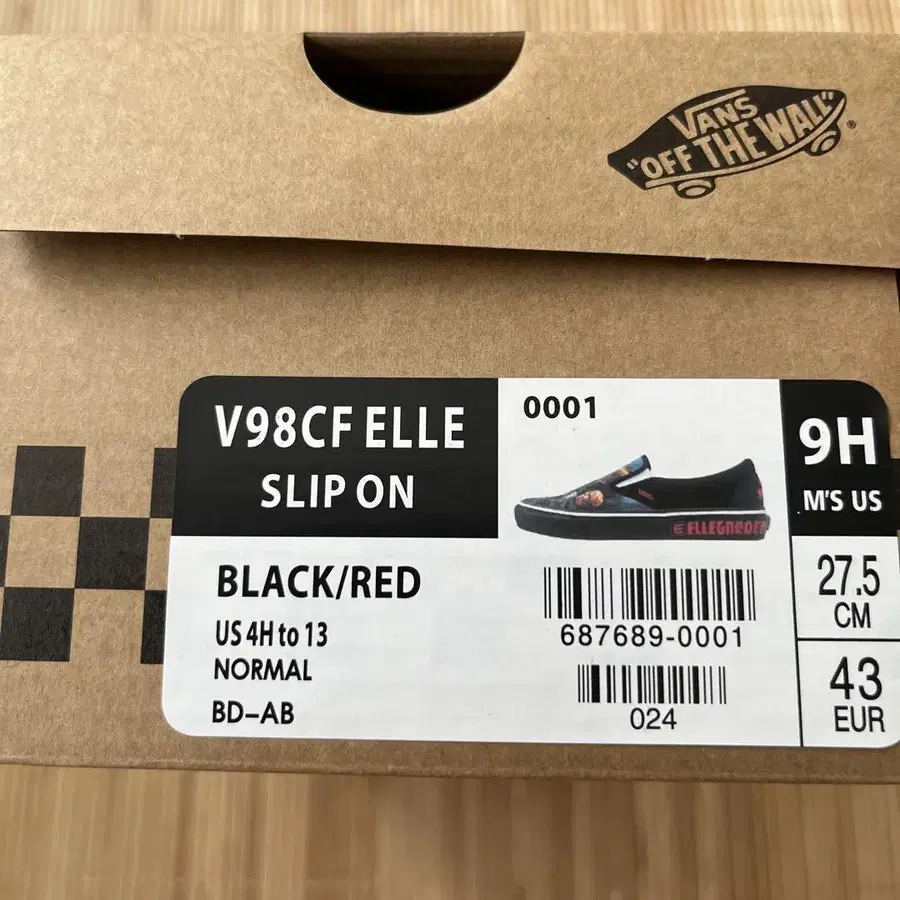 VANS
"OFF THE WALL"
®
V98CF ELLE
SLIP ON
0001
9H
M'S US
BLACK/RED
US 4H to 13
NORMAL
BD-AB
687689-0001
024
27.5
CM
43
EUR